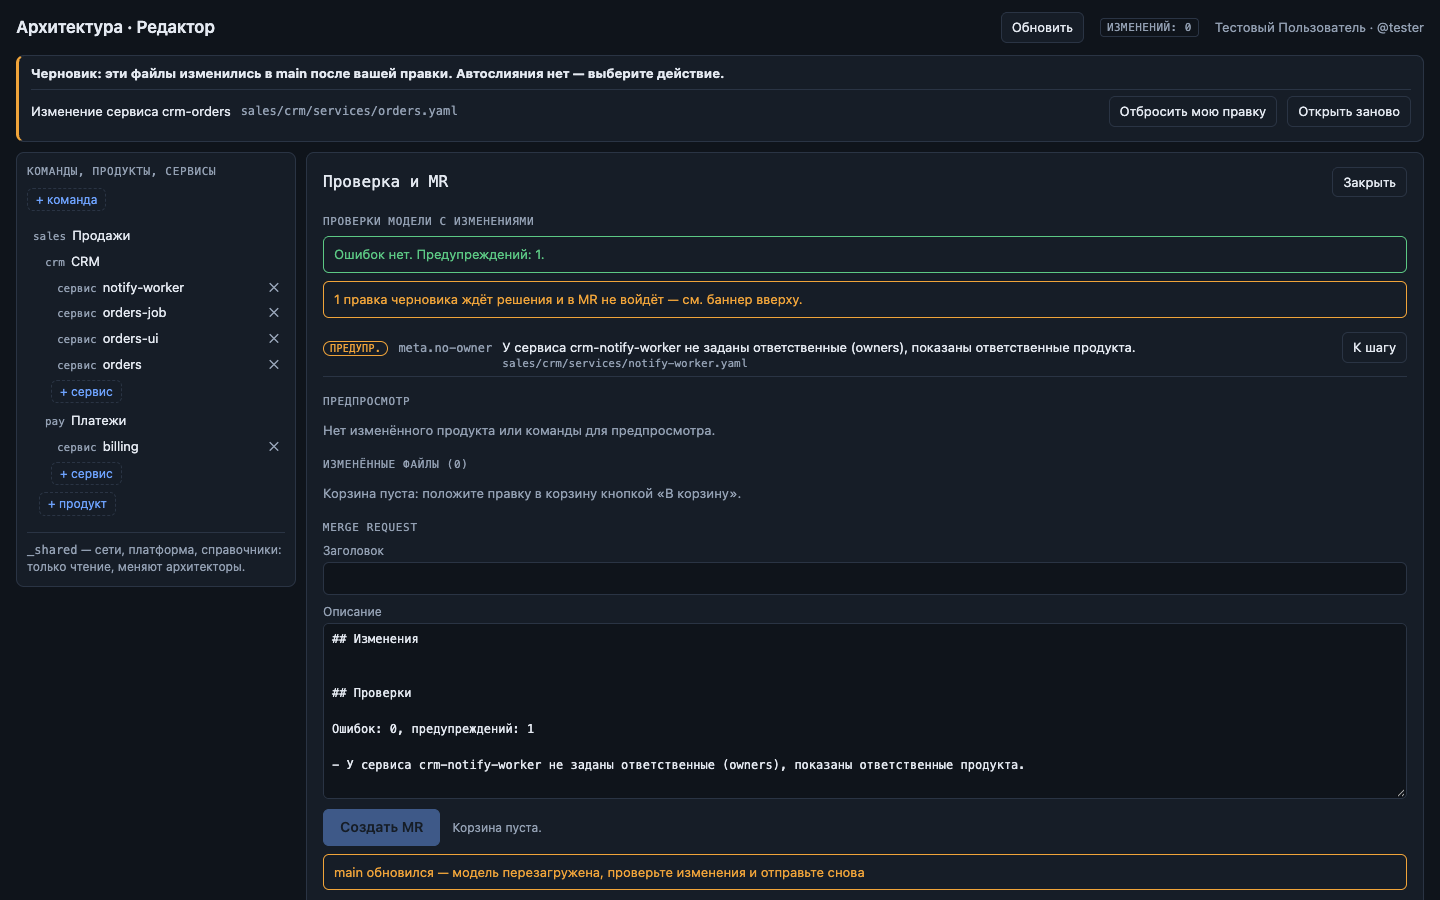 Архитектура · Редактор
Обновить
ИЗМЕНЕНИЙ: 0
Тестовый Пользователь · @tester
Черновик: эти файлы изменились в main после вашей правки. Автослияния нет — выберите действие.
Изменение сервиса crm-orders sales/crm/services/orders.yaml
Отбросить мою правку
Открыть заново
КОМАНДЫ, ПРОДУКТЫ, СЕРВИСЫ
+ команда
sales Продажи
crm CRM
сервис notify-worker ×
сервис orders-job ×
сервис orders-ui ×
сервис orders ×
+ сервис
pay Платежи
сервис billing ×
+ сервис
+ продукт
_shared — сети, платформа, справочники:
только чтение, меняют архитекторы.
Проверка и MR
Закрыть
ПРОВЕРКИ МОДЕЛИ С ИЗМЕНЕНИЯМИ
Ошибок нет. Предупреждений: 1.
1 правка черновика ждёт решения и в MR не войдёт — см. баннер вверху.
ПРЕДУПР. meta.no-owner У сервиса crm-notify-worker не заданы ответственные (owners), показаны ответственные продукта.
sales/crm/services/notify-worker.yaml
К шагу
ПРЕДПРОСМОТР
Нет изменённого продукта или команды для предпросмотра.
ИЗМЕНЁННЫЕ ФАЙЛЫ (0)
Корзина пуста: положите правку в корзину кнопкой «В корзину».
MERGE REQUEST
Заголовок
Описание
## Изменения
## Проверки
Ошибок: 0, предупреждений: 1
- У сервиса crm-notify-worker не заданы ответственные (owners), показаны ответственные продукта.
Создать MR
Корзина пуста.
main обновился — модель перезагружена, проверьте изменения и отправьте снова